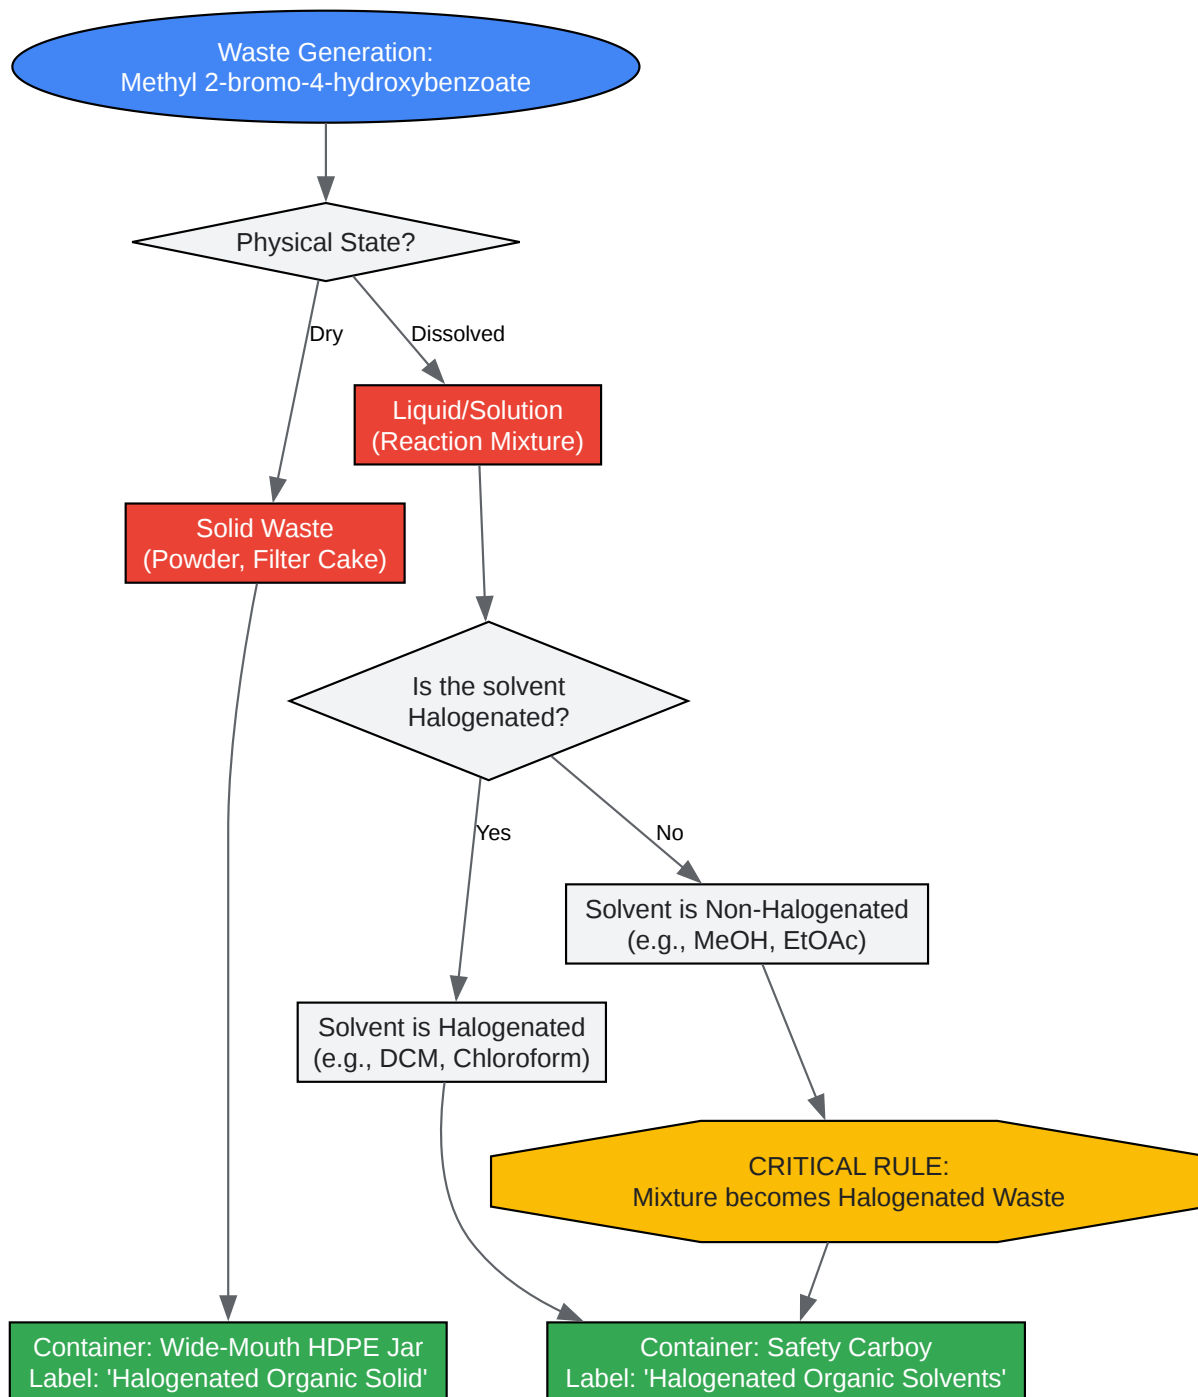 Waste Generation:
Methyl 2-bromo-4-hydroxybenzoate
Physical State?
Dry
Dissolved
Liquid/Solution
(Reaction Mixture)
Solid Waste
(Powder, Filter Cake)
Is the solvent
Halogenated?
Yes
No
Solvent is Non-Halogenated
(e.g., MeOH, EtOAc)
Solvent is Halogenated
(e.g., DCM, Chloroform)
CRITICAL RULE:
Mixture becomes Halogenated Waste
Container: Wide-Mouth HDPE Jar
Label: 'Halogenated Organic Solid'
Container: Safety Carboy
Label: 'Halogenated Organic Solvents'